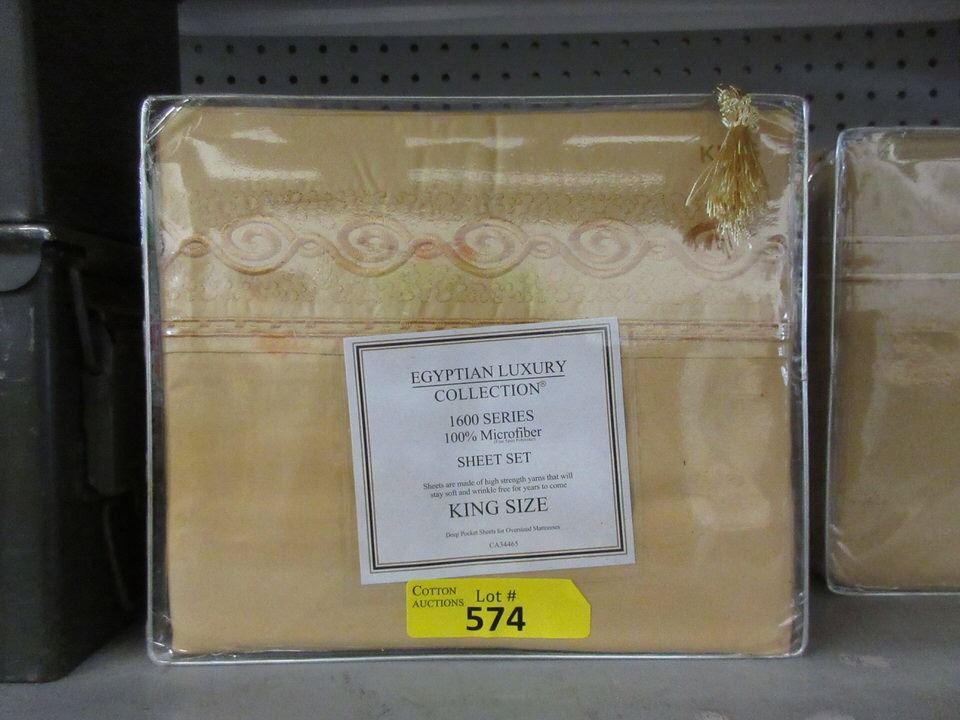 EGYPTIAN LUXURY
COLLECTION®
1600 SERIES
100% Microfiber
SHEET SET
Sheets are made of high strength yarns that will
stay soft and wrinkle free for years to come
KING SIZE
Deep Pocket Sheets for Oversized Mattresses
CA34465
COTTON
AUCTIONS
Lot #
574